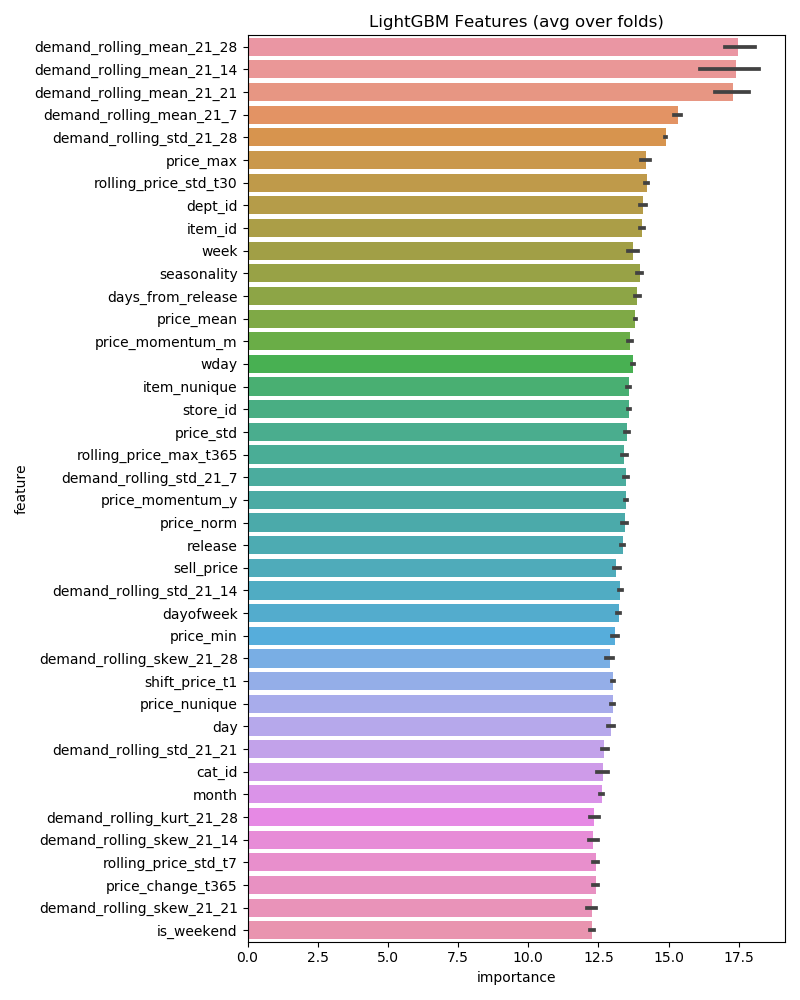 LightGBM Features (avg over folds)
feature
demand_rolling_mean_21_28
demand_rolling_mean_21_14
demand_rolling_mean_21_21
demand_rolling_mean_21_7
demand_rolling_std_21_28
price_max
rolling_price_std_t30
dept_id
item_id
week
seasonality
days_from_release
price_mean
price_momentum_m
wday
item_nunique
store_id
price_std
rolling_price_max_t365
demand_rolling_std_21_7
price_momentum_y
price_norm
release
sell_price
demand_rolling_std_21_14
dayofweek
price_min
demand_rolling_skew_21_28
shift_price_t1
price_nunique
day
demand_rolling_std_21_21
cat_id
month
demand_rolling_kurt_21_28
demand_rolling_skew_21_14
rolling_price_std_t7
price_change_t365
demand_rolling_skew_21_21
is_weekend
0.0 2.5 5.0 7.5 10.0 12.5 15.0 17.5
importance